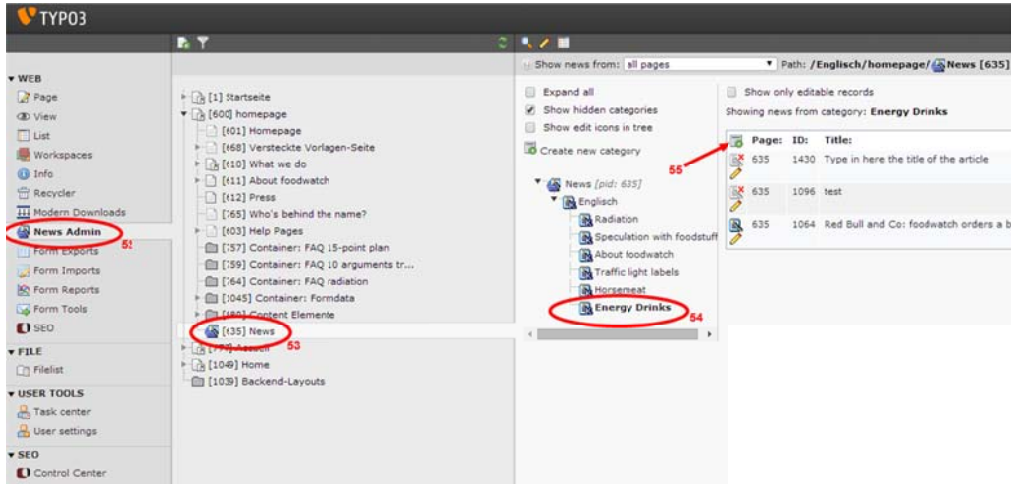 TYPO3
Show news from: all pages Path: /Englisch/homepage/ News [635]
WEB
Page
View
List
Workspaces
Info
Recycler
Modern Downloads
News Admin
Form Exports
Form Imports
Form Reports
Form Tools
SEO
FILE
Filelist
USER TOOLS
Task center
User settings
SEO
Control Center
[1] Startseite
[600] homepage
[601] Homepage
[668] Versteckte Vorlagen-Seite
[610] What we do
[611] About foodwatch
[612] Press
[765] Who's behind the name?
[603] Help Pages
Container: FAQ 15-point plan
Container: FAQ 10 arguments tr...
Container: FAQ radiation
[1045] Container: Formdata
Content Elemente
[635] News
53
Accueil
[1049] Home
[1039] Backend-Layouts
Expand all
Show hidden categories
Show edit icons in tree
Create new category
News [pid: 635]
Englisch
Radiation
Speculation with foodstuff
About foodwatch
Traffic light labels
Horsemeat
Energy Drinks
54
Show only editable records
Showing news from category: Energy Drinks
55
Page: ID: Title:
635 1430 Type in here the title of the article
635 1096 test
635 1064 Red Bull and Co: foodwatch orders a b